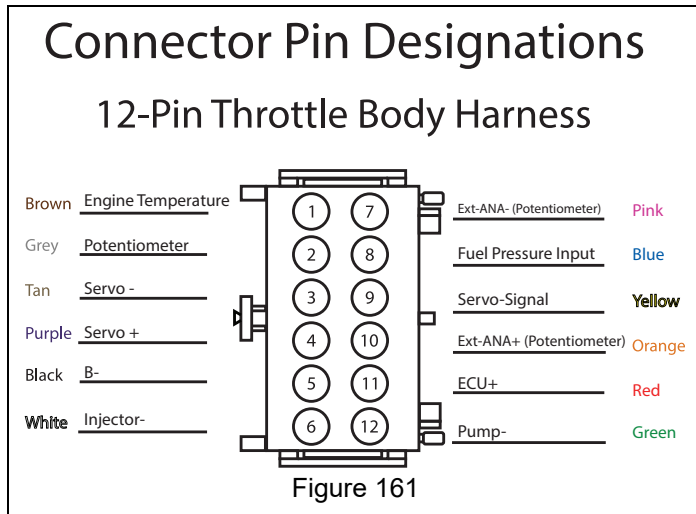 Connector Pin Designations
12-Pin Throttle Body Harness
Brown Engine Temperature 1 7 Ext-ANA- (Potentiometer) Pink
Grey Potentiometer 2 8 Fuel Pressure Input Blue
Tan Servo - 3 9 Servo-Signal Yellow
Purple Servo + 4 10 Ext-ANA+ (Potentiometer) Orange
Black B- 5 11 ECU+ Red
White Injector- 6 12 Pump- Green
Figure 161